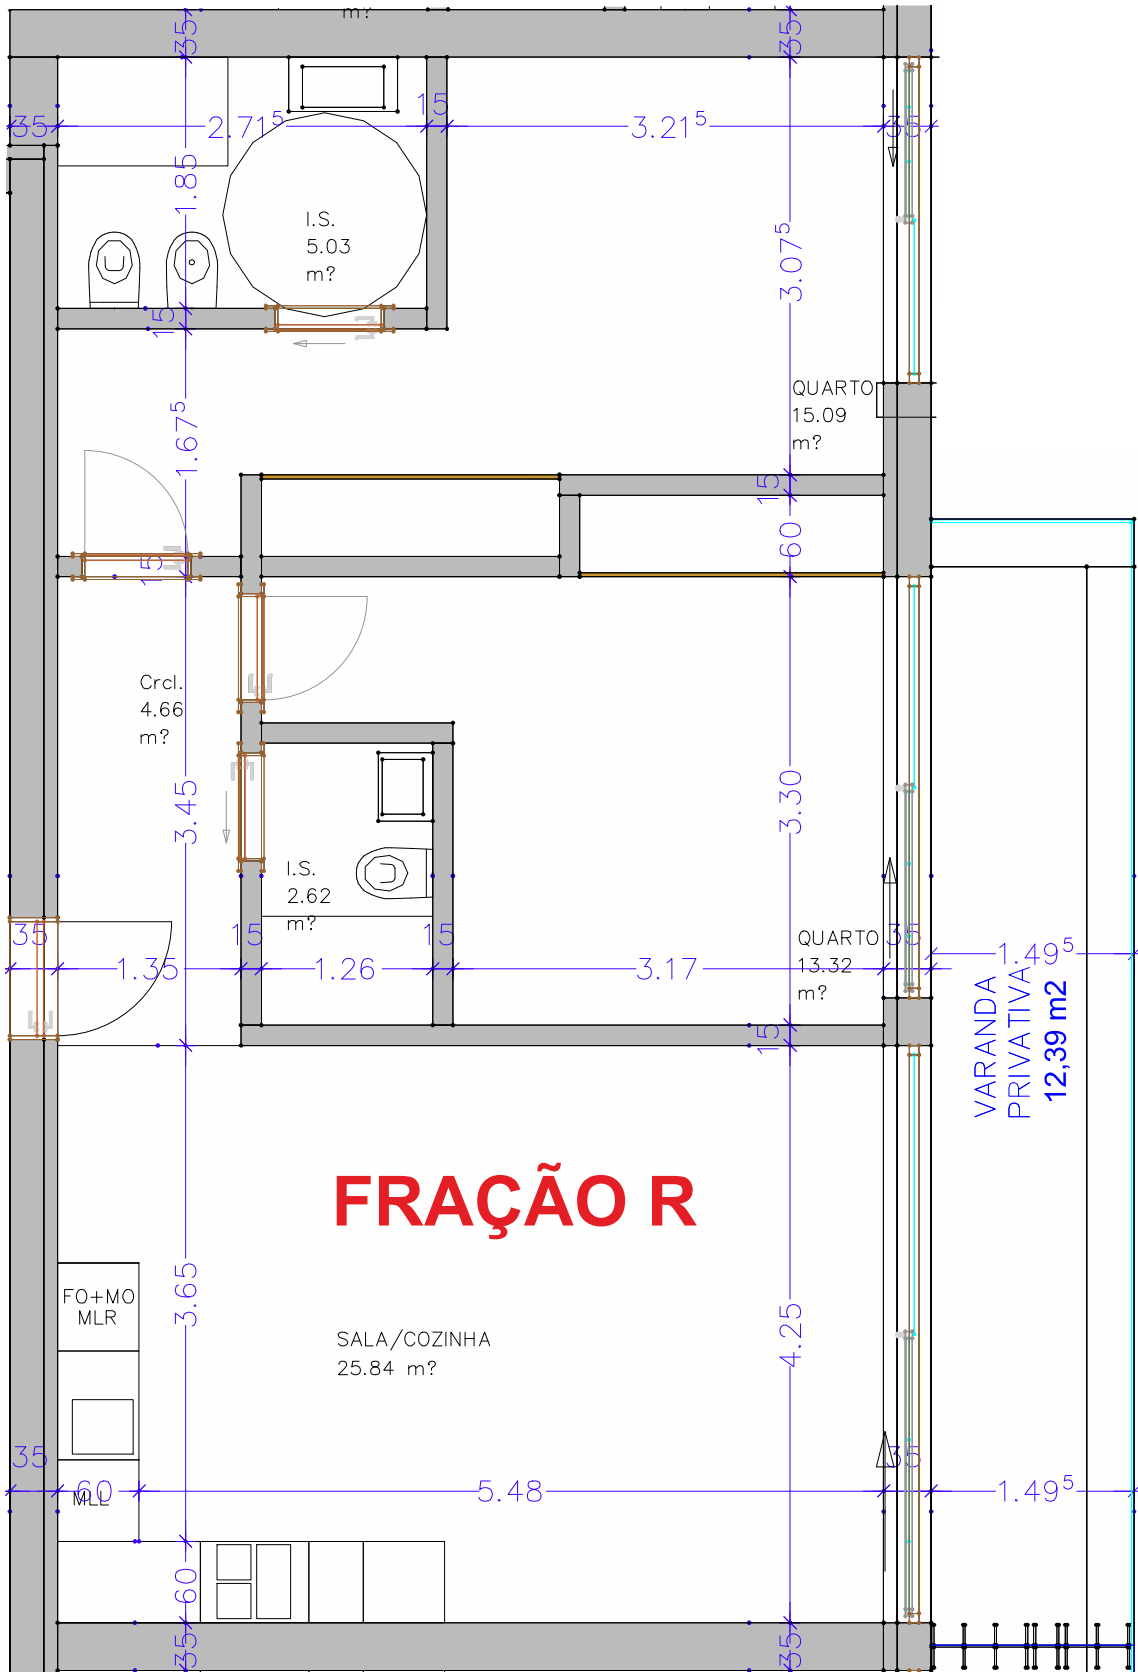 m?
35
35
35
2.71⁵
15
3.21⁵
35
1.85
I.S.
5.03
m?
3.07⁵
15
QUARTO
15.09
m?
1.67⁵
15
60
15
Crcl.
4.66
m?
3.45
3.30
I.S.
2.62
m?
35
15
15
QUARTO
13.32
m?
35
1.35
1.26
3.17
1.49⁵
VARANDA
PRIVATIVA
12,39 m2
15
FRAÇÃO R
FO+MO
MLR
3.65
SALA/COZINHA
25.84 m?
4.25
35
60
MLL
5.48
35
1.49⁵
60
35
35